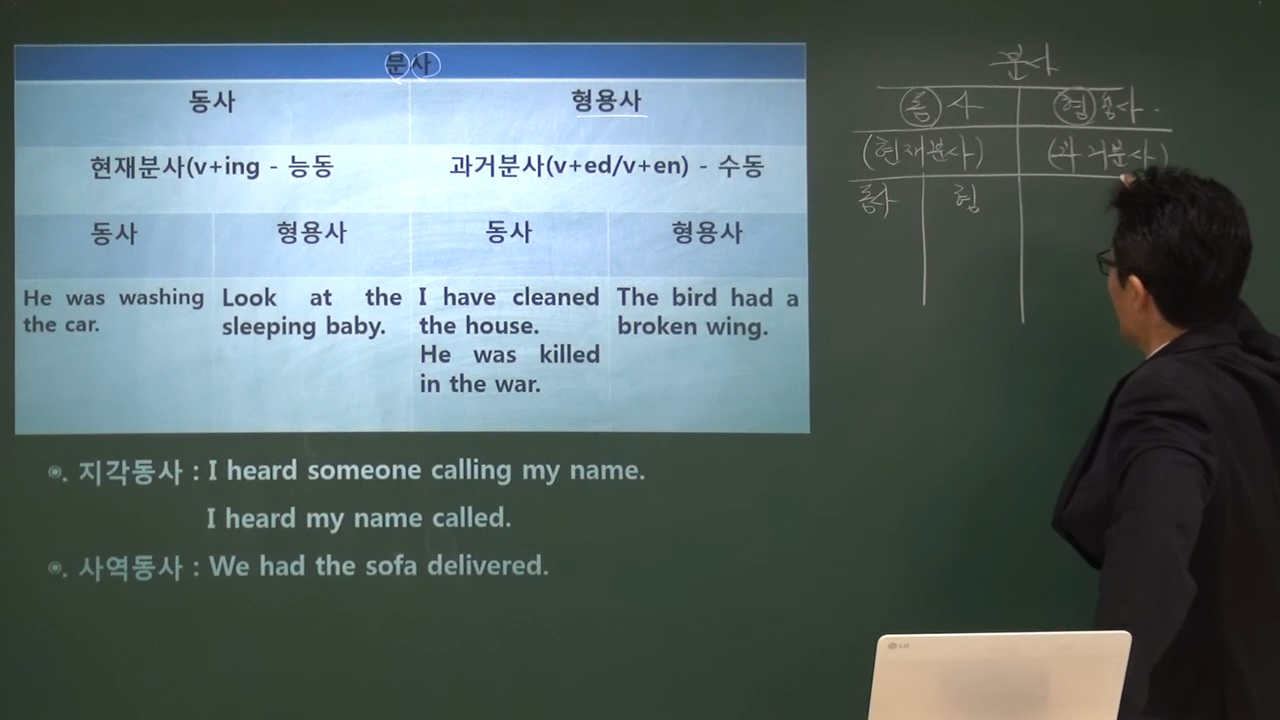 분사
동사 형용사
현재분사(v+ing - 능동 과거분사(v+ed/v+en) - 수동
동사 형용사 동사 형용사
He was washing
the car.
Look at the
sleeping baby.
I have cleaned
the house.
He was killed
in the war.
The bird had a
broken wing.
◉. 지각동사 : I heard someone calling my name.
I heard my name called.
◉. 사역동사 : We had the sofa delivered.
분사
동사 형용사
(현재분사) (과거분사)
동사 형
LG